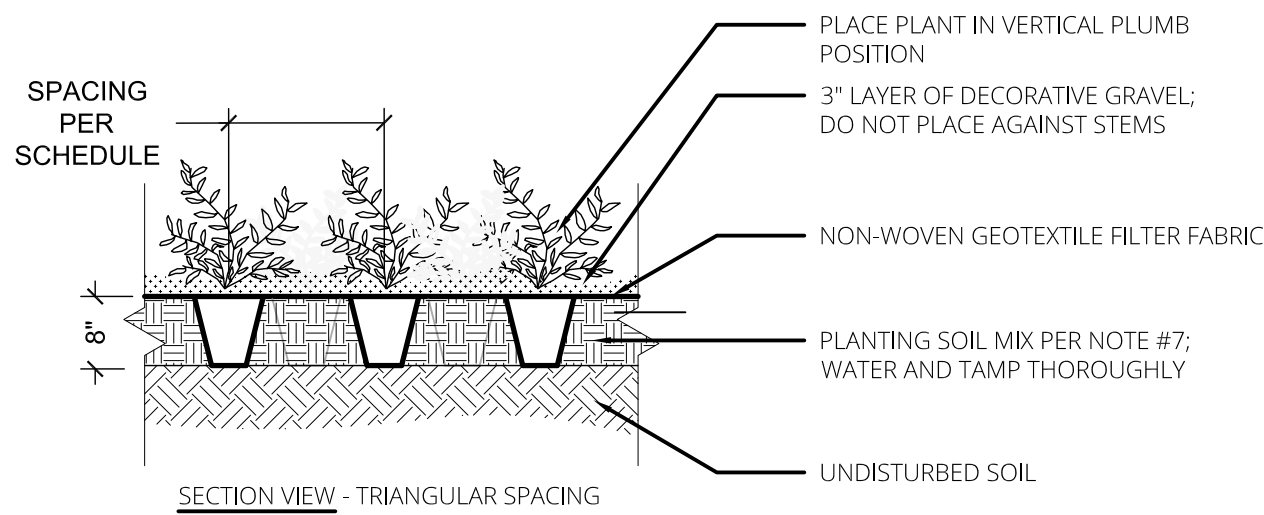 SPACING
PER
SCHEDULE
8"
PLACE PLANT IN VERTICAL PLUMB
POSITION
3" LAYER OF DECORATIVE GRAVEL;
DO NOT PLACE AGAINST STEMS
NON-WOVEN GEOTEXTILE FILTER FABRIC
PLANTING SOIL MIX PER NOTE #7;
WATER AND TAMP THOROUGHLY
UNDISTURBED SOIL
SECTION VIEW - TRIANGULAR SPACING